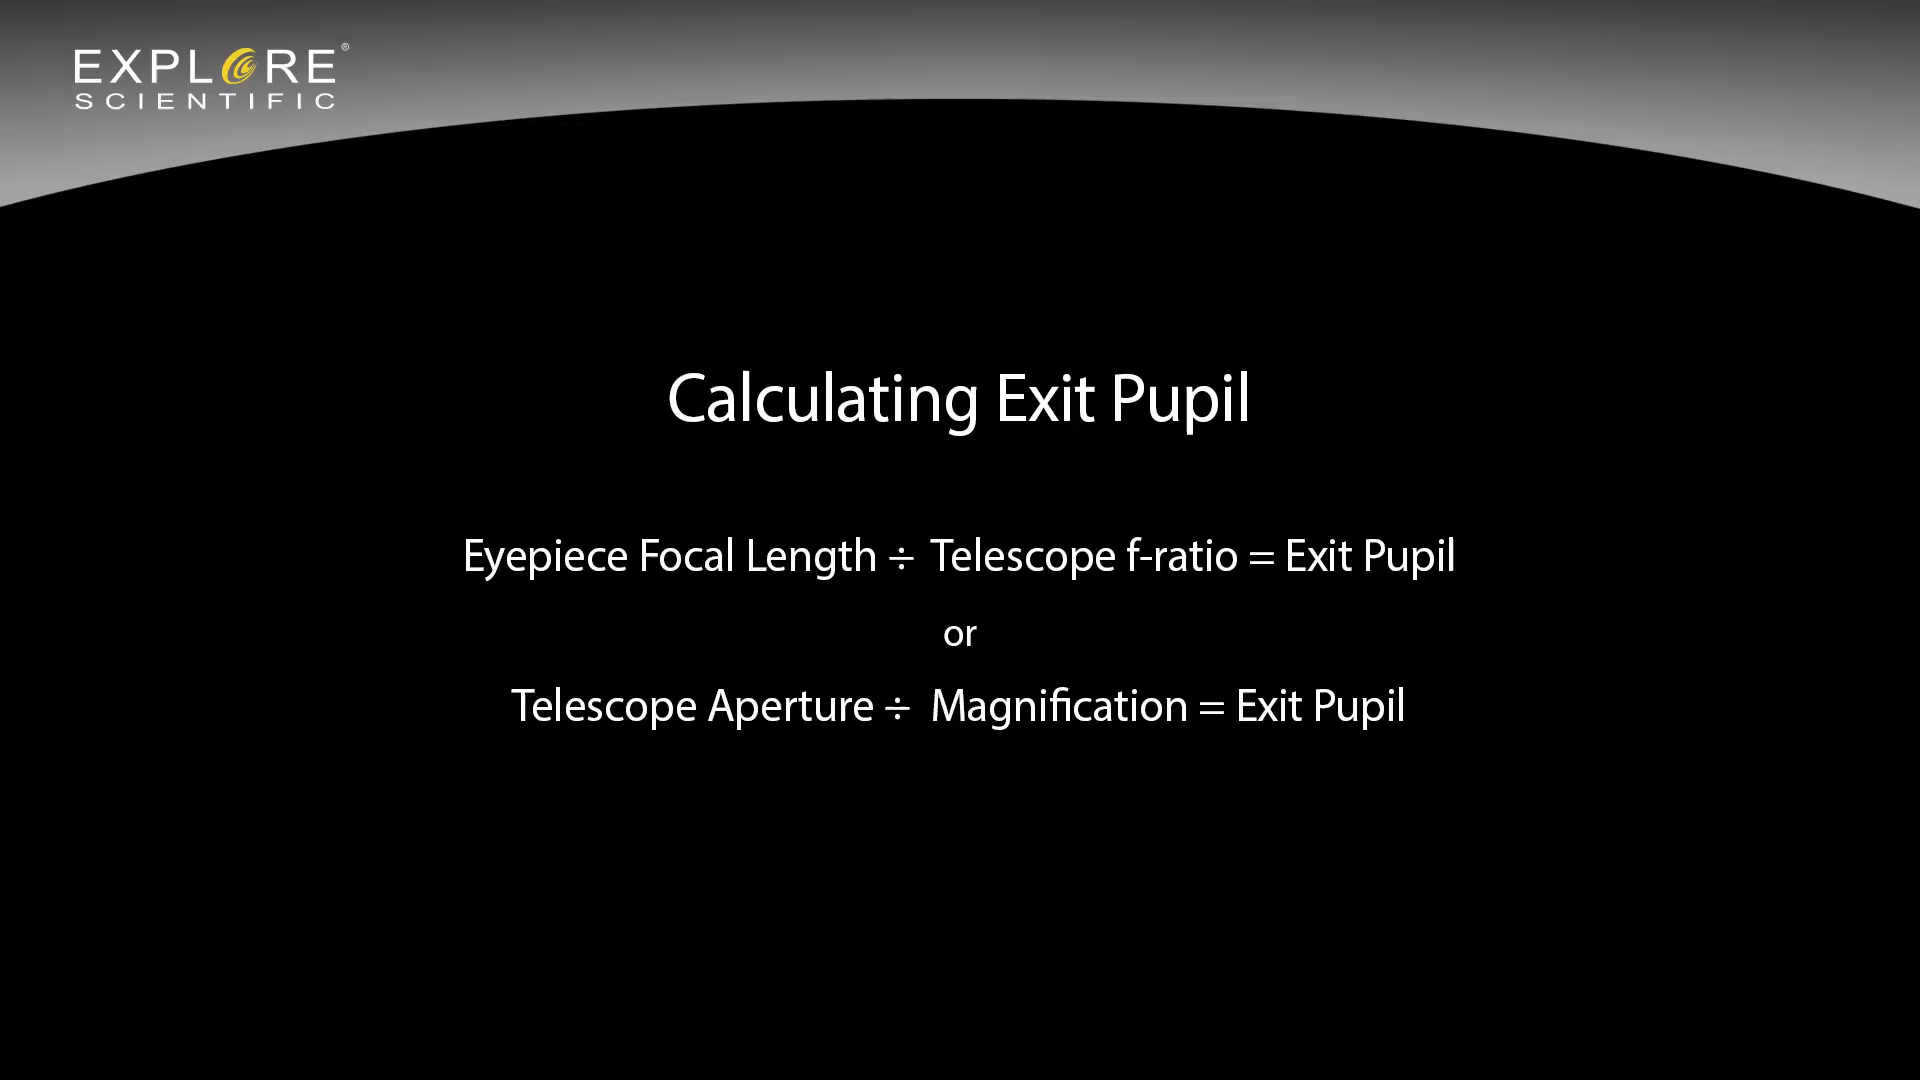 EXPLORE®
SCIENTIFIC
Calculating Exit Pupil
Eyepiece Focal Length ÷ Telescope f-ratio = Exit Pupil
or
Telescope Aperture ÷ Magnification = Exit Pupil